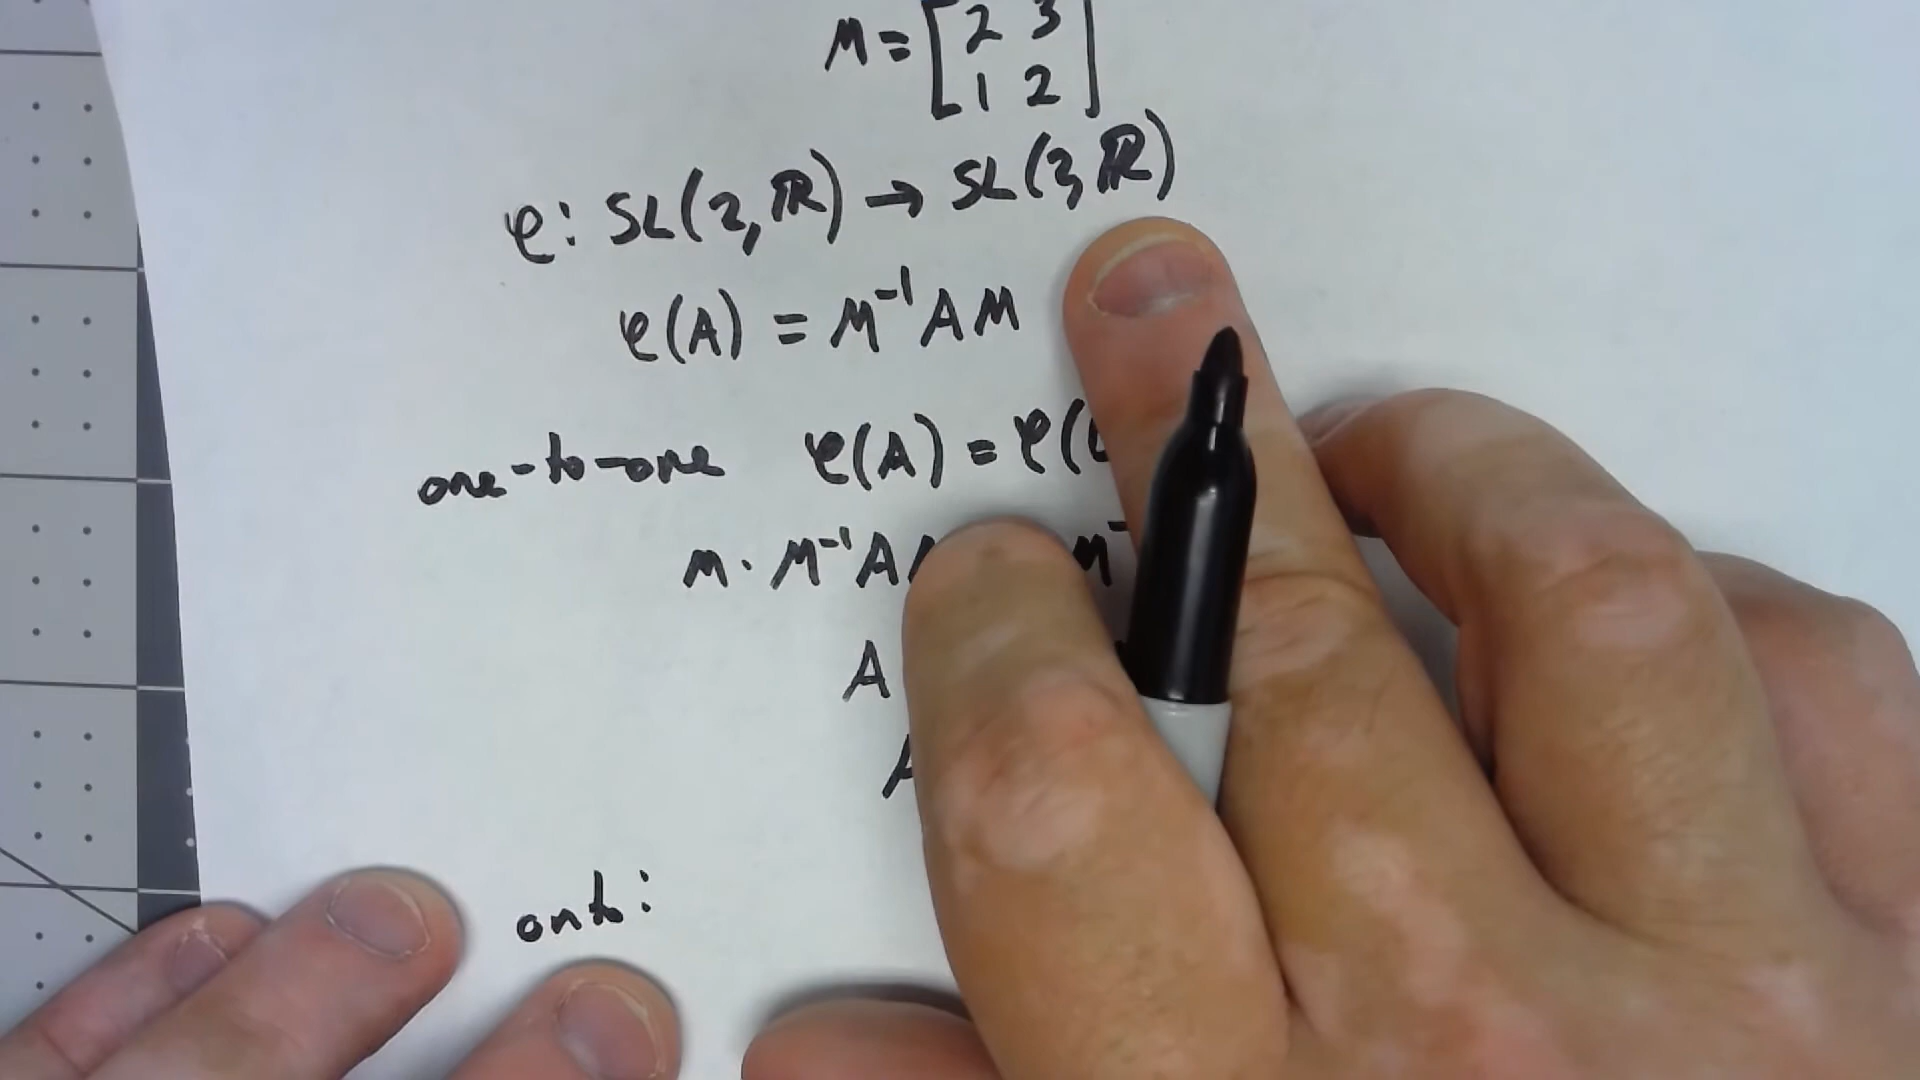 M = [2 3
1 2]
φ: SL(2,ℝ) → SL(2,ℝ)
φ(A) = M⁻¹AM
one-to-one φ(A) = φ(
M · M⁻¹A M⁻
A
A
onto: